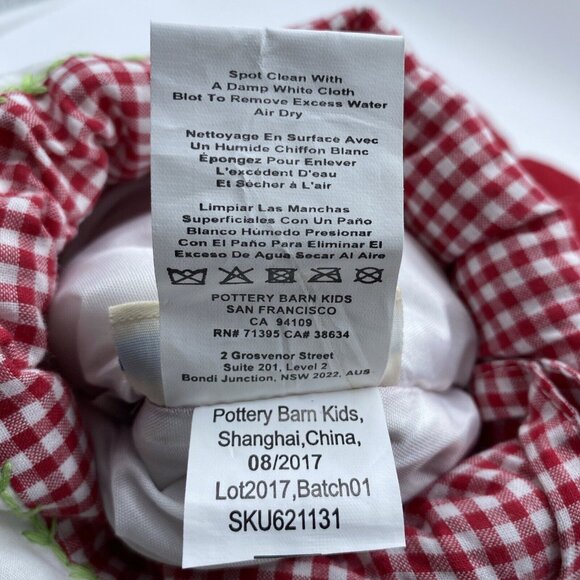 Spot Clean With
A Damp White Cloth
Blot To Remove Excess Water
Air Dry
Nettoyage En Surface Avec
Un Humide Chiffon Blanc
Épongez Pour Enlever
L'excédent D'eau
Et Sècher à L'air
Limpiar Las Manchas
Superficiales Con Un Paño
Blanco Húmedo Presionar
Con El Paño Para Eliminar El
Exceso De Agua Secar Al Aire
POTTERY BARN KIDS
SAN FRANCISCO
CA 94109
RN# 71395 CA# 38634
2 Grosvenor Street
Suite 201, Level 2
Bondi Junction, NSW 2022, AUS
Pottery Barn Kids,
Shanghai,China,
08/2017
Lot2017,Batch01
SKU621131